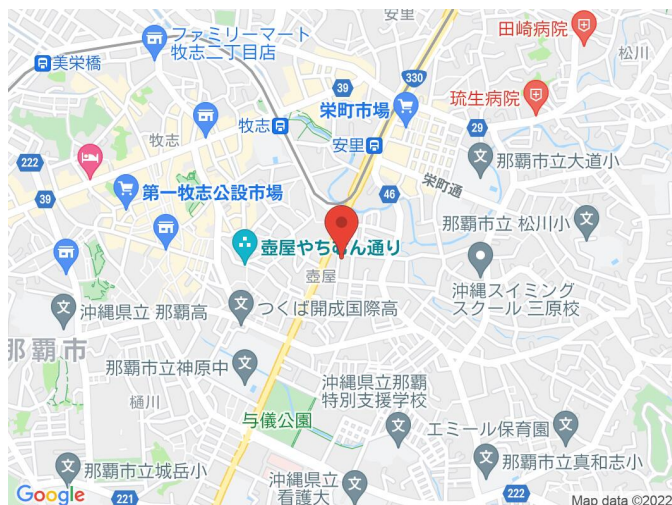 安里
ファミリーマート
牧志二丁目店
田崎病院
松川
美栄橋
330
39
栄町市場
琉生病院
牧志
牧志
安里
29
那覇市立大道小
222
39
第一牧志公設市場
栄町通
46
那覇市立 松川小
壺屋やちむん通り
壺屋
沖縄スイミング
スクール 三原校
沖縄県立 那覇高
つくば開成国際高
那覇市
那覇市立神原中
沖縄県立那覇
特別支援学校
樋川
与儀公園
エミール保育園
那覇市立城岳小
那覇市立真和志小
沖縄県立
看護大
Google
221
222
Map data ©2022